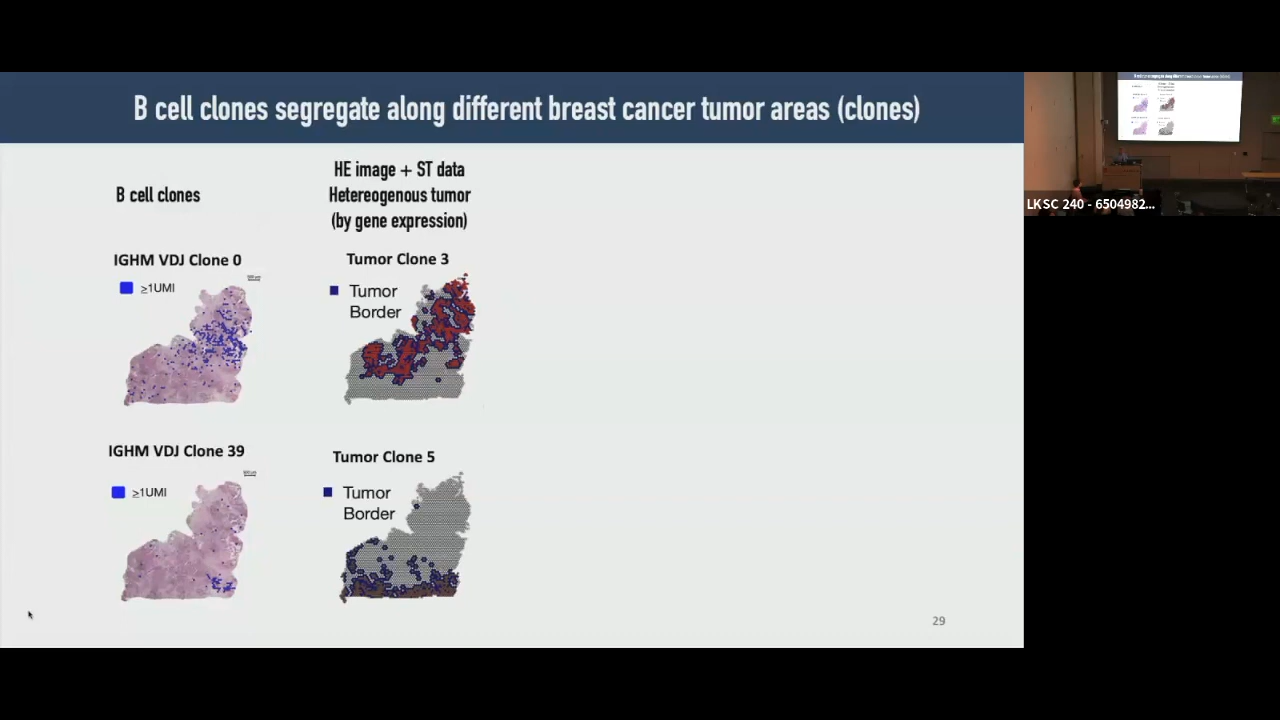 B cell clones segregate along different breast cancer tumor areas (clones)
B cell clones
HE image + ST data
Hetereogenous tumor
(by gene expression)
IGHM VDJ Clone 0
≥1UMI
Tumor Clone 3
Tumor
Border
IGHM VDJ Clone 39
≥1UMI
Tumor Clone 5
Tumor
Border
29
LKSC 240 - 6504982...